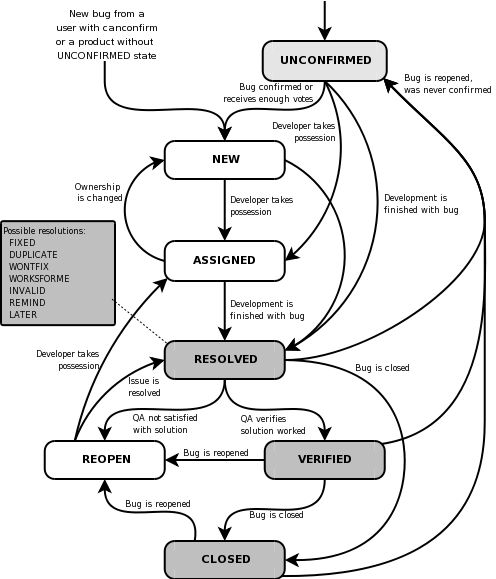 New bug from a
user with canconfirm
or a product without
UNCONFIRMED state
UNCONFIRMED
Bug is reopened,
was never confirmed
Bug confirmed or
receives enough votes
Developer takes
possession
NEW
Ownership
is changed
Developer takes
possession
Development is
finished with bug
Possible resolutions:
FIXED
DUPLICATE
WONTFIX
WORKSFORME
INVALID
REMIND
LATER
ASSIGNED
Development is
finished with bug
Developer takes
possession
RESOLVED
Bug is closed
Issue is
resolved
QA not satisfied
with solution
QA verifies
solution worked
REOPEN
Bug is reopened
VERIFIED
Bug is reopened
Bug is closed
CLOSED